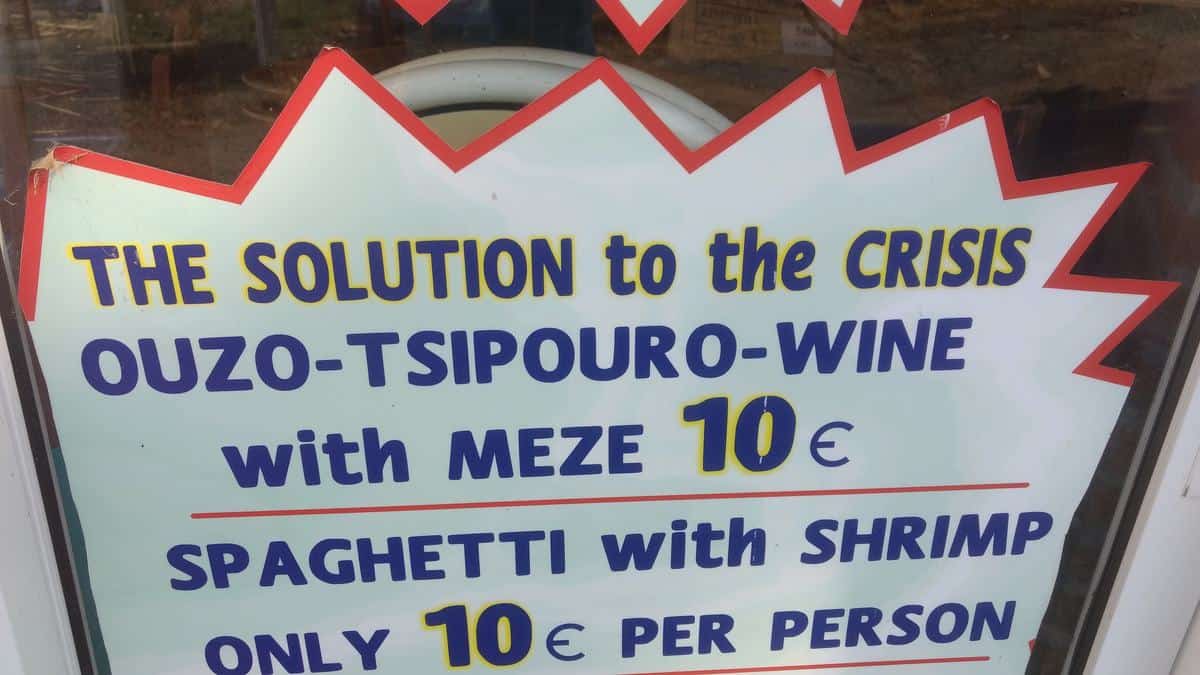 THE SOLUTION to the CRISIS
OUZO-TSIPOURO-WINE
with MEZE 10€
SPAGHETTI with SHRIMP
ONLY 10€ PER PERSON